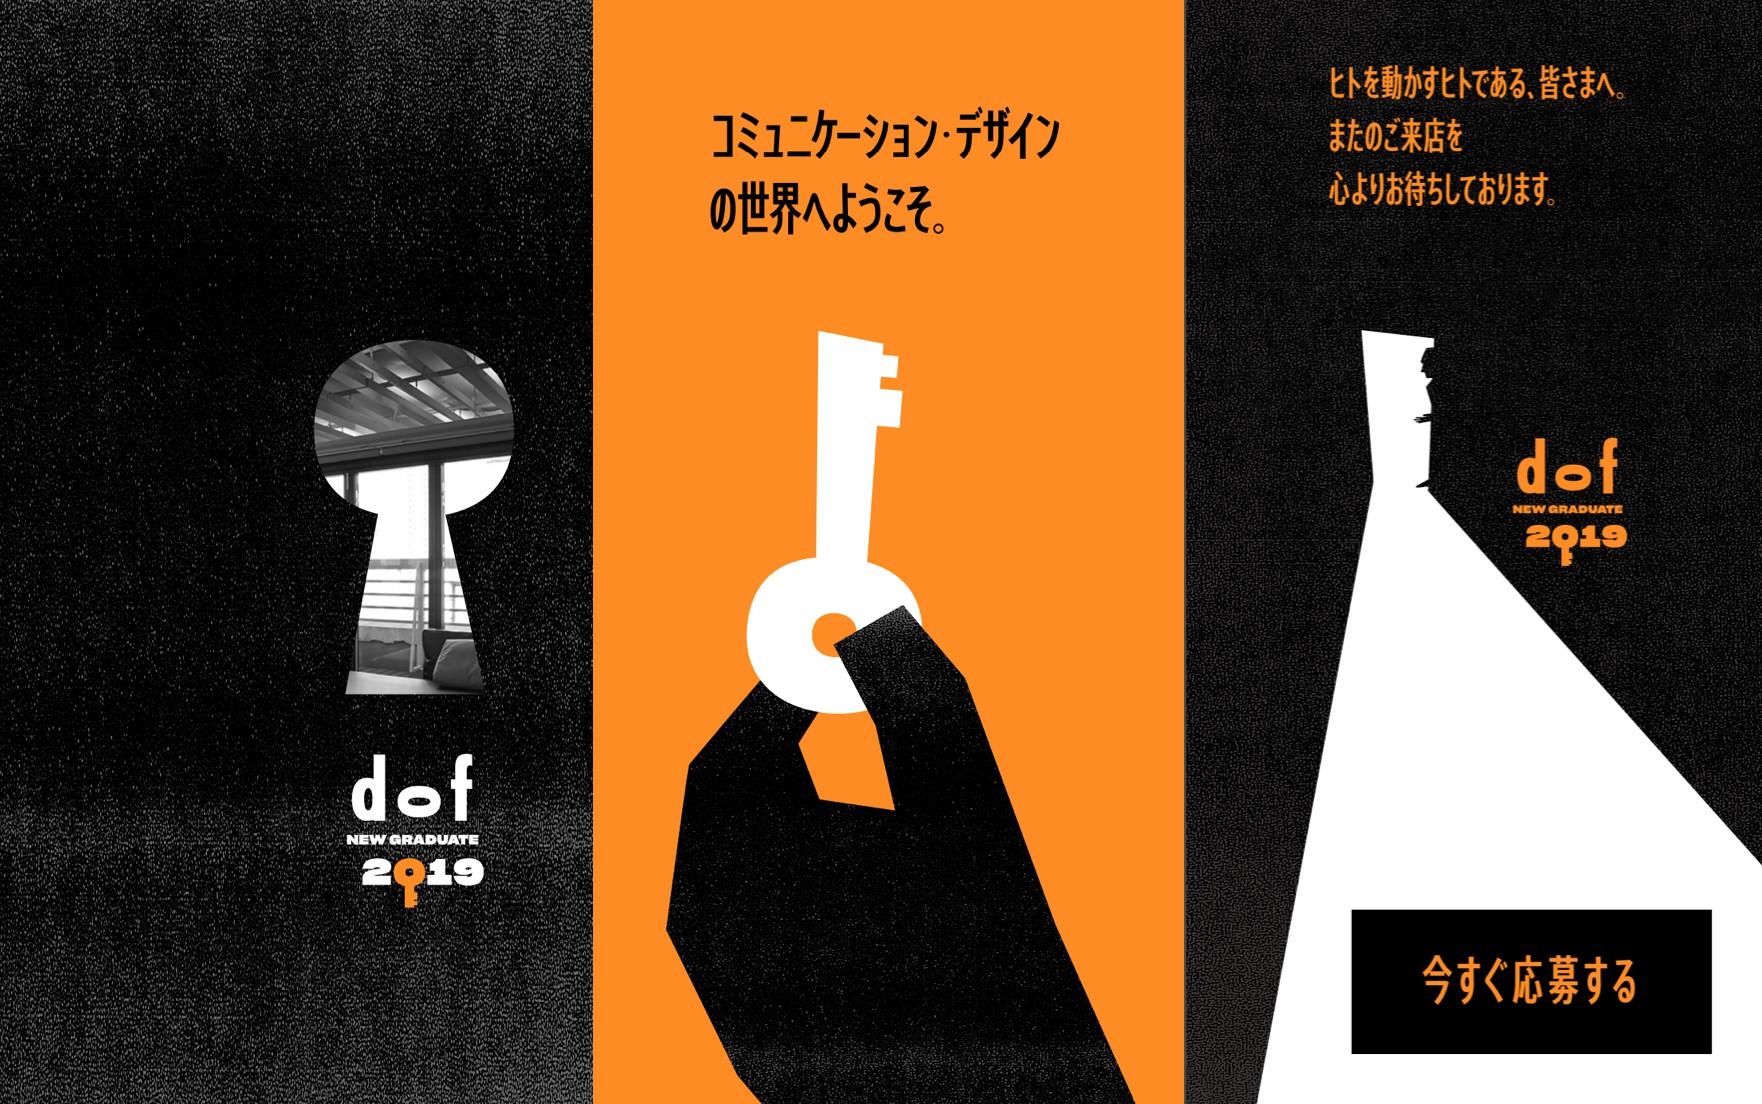 dof
NEW GRADUATE
2019
コミュニケーション・デザイン
の世界へようこそ。
ヒトを動かすヒトである、皆さまへ。
またのご来店を
心よりお待ちしております。
dof
NEW GRADUATE
2019
今すぐ応募する